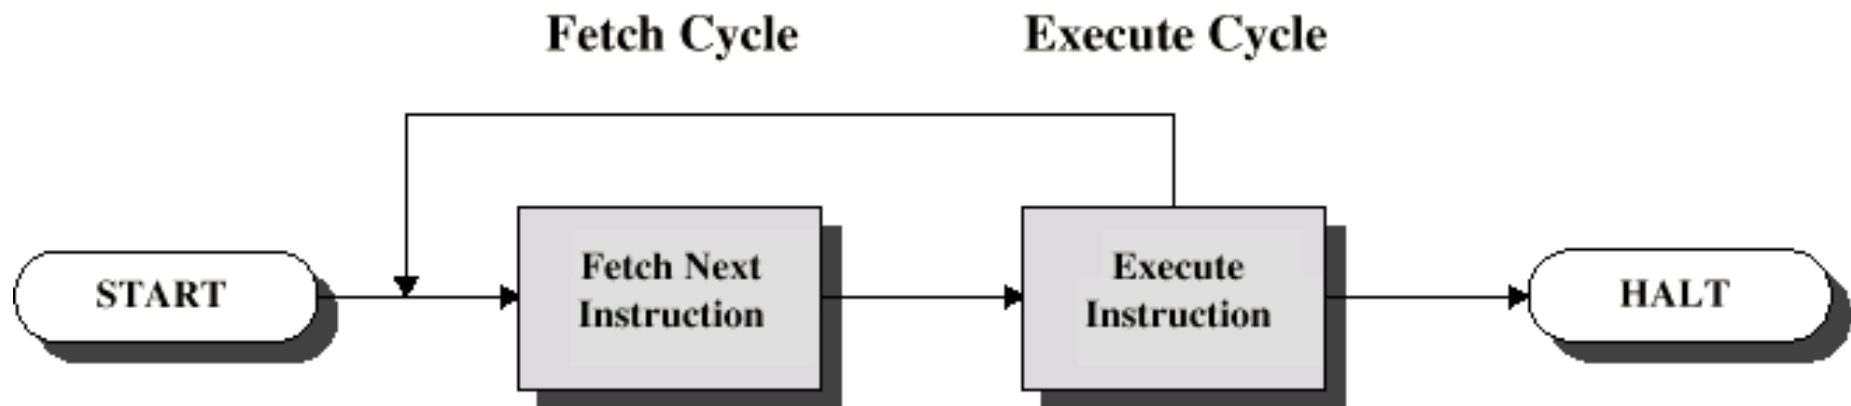 Fetch Cycle
Execute Cycle
START
Fetch Next
Instruction
Execute
Instruction
HALT